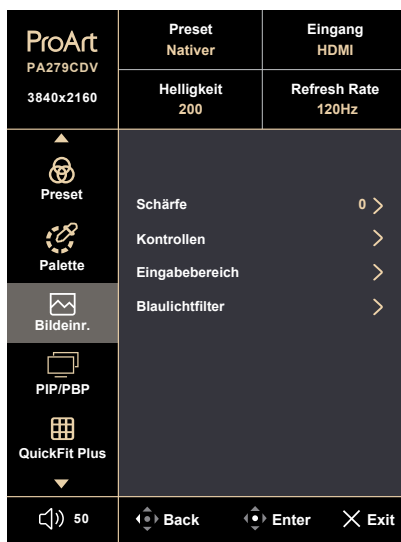 ProArt
PA279CDV
3840x2160
Preset
Nativer
Eingang
HDMI
Helligkeit
200
Refresh Rate
120Hz
Preset
Palette
Bildeinr.
PIP/PBP
QuickFit Plus
Schärfe 0
Kontrollen
Eingabebereich
Blaulichtfilter
50 Back Enter Exit